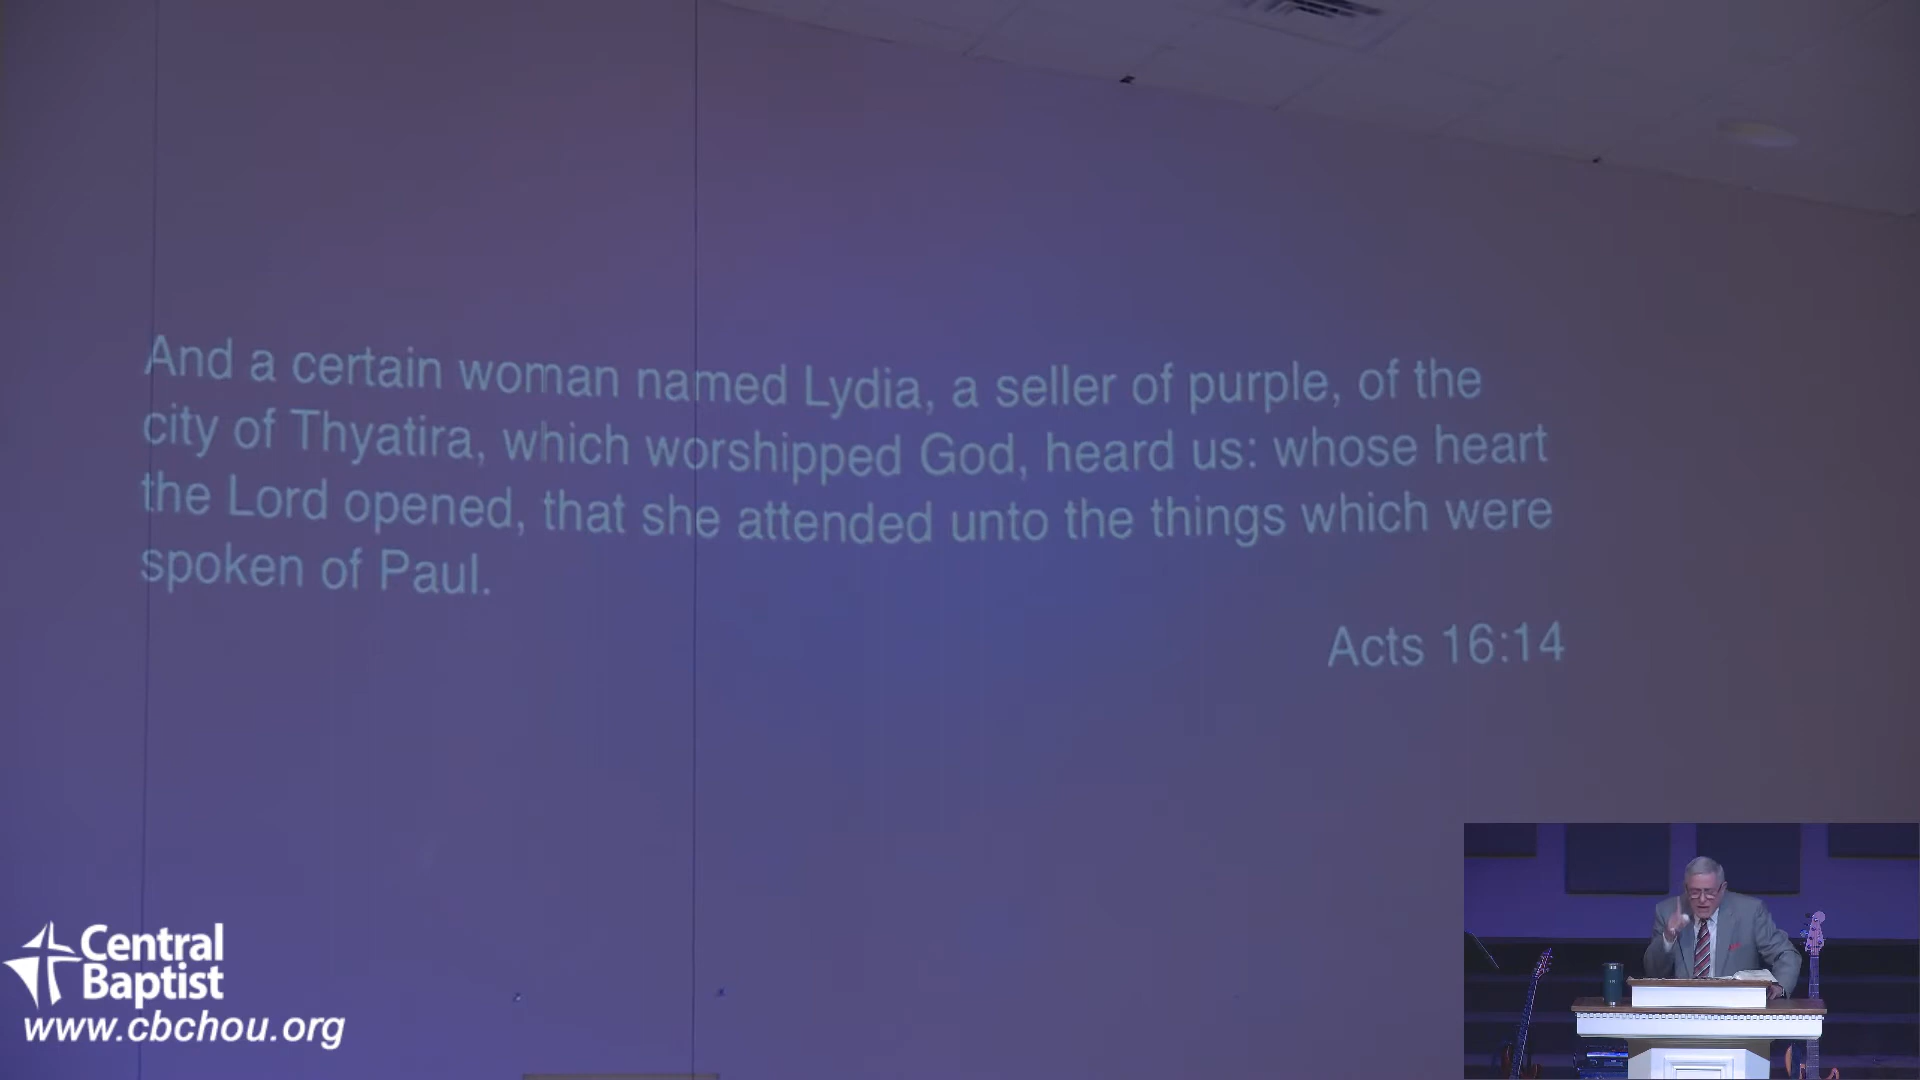 And a certain woman named Lydia, a seller of purple, of the
city of Thyatira, which worshipped God, heard us: whose heart
the Lord opened, that she attended unto the things which were
spoken of Paul.
Acts 16:14
Central
Baptist
www.cbchou.org